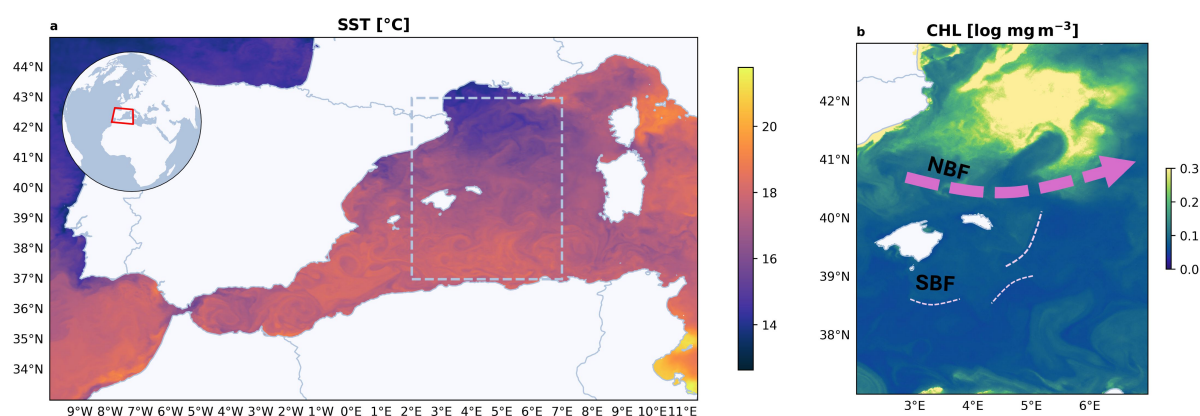 a
SST [°C]
44°N
43°N
42°N
41°N
40°N
39°N
38°N
37°N
36°N
35°N
34°N
9°W 8°W 7°W 6°W 5°W 4°W 3°W 2°W 1°W 0°E 1°E 2°E 3°E 4°E 5°E 6°E 7°E 8°E 9°E 10°E 11°E
20
18
16
14
b
CHL [log mg m⁻³]
42°N
41°N
40°N
39°N
38°N
NBF
SBF
3°E 4°E 5°E 6°E
0.3
0.2
0.1
0.0